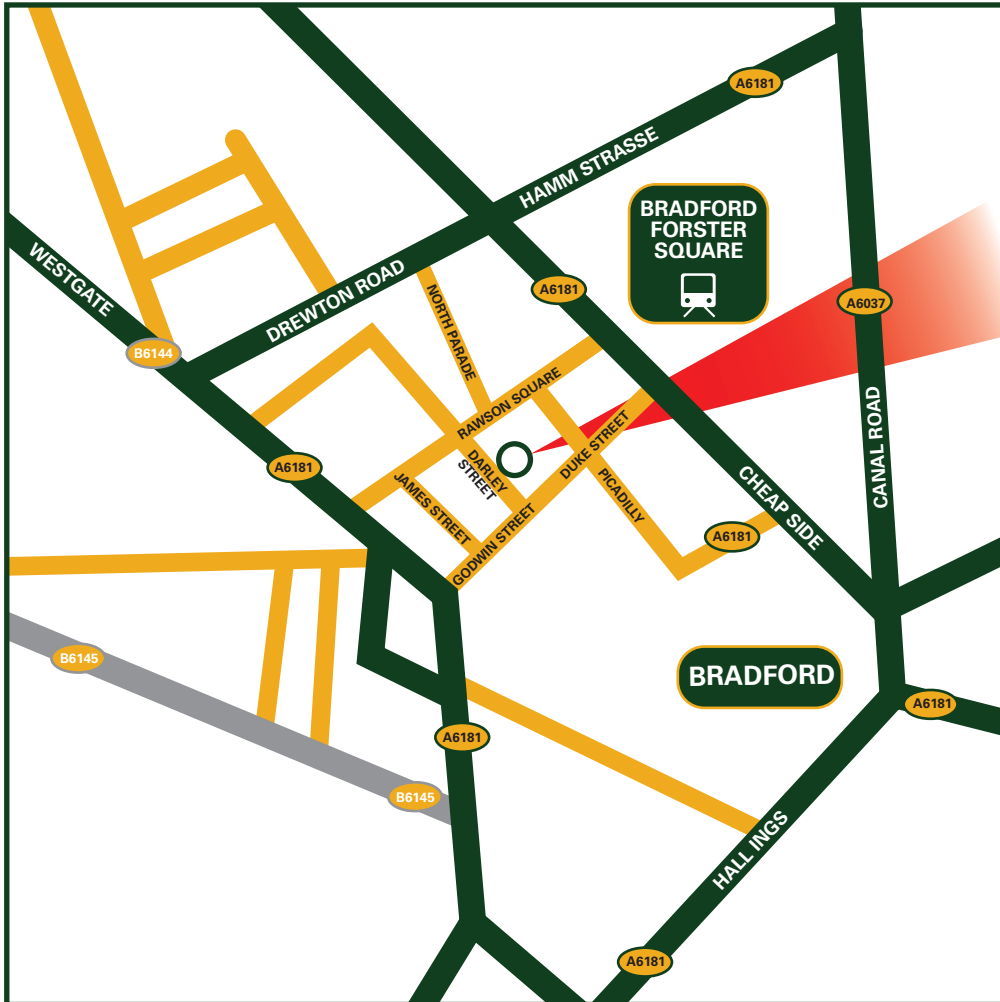 A6181
HAMM STRASSE
BRADFORD
FORSTER
SQUARE
WESTGATE
DREWTON ROAD
A6181
NORTH PARADE
A6037
B6144
RAWSON SQUARE
DUKE STREET
CANAL ROAD
A6181
DARLEY
STREET
JAMES STREET
PICADILLY
CHEAP SIDE
GODWIN STREET
A6181
B6145
BRADFORD
A6181
A6181
B6145
HALL INGS
A6181